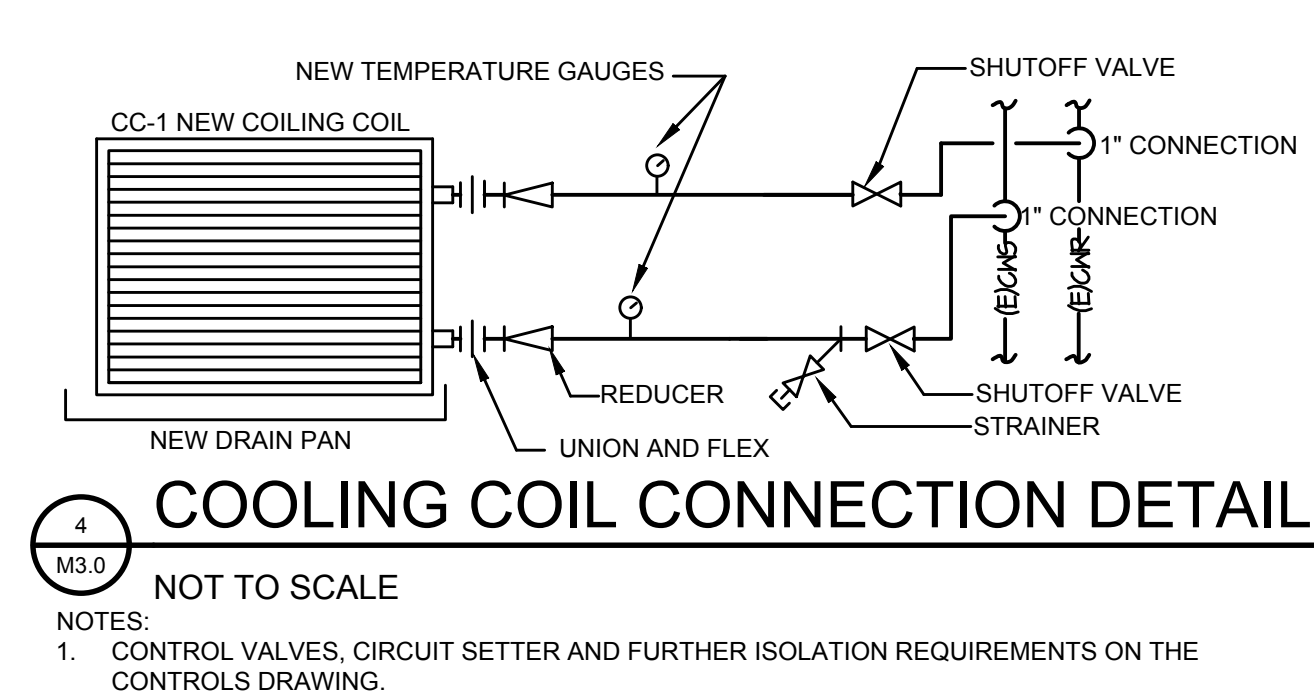 NEW TEMPERATURE GAUGES
SHUTOFF VALVE
CC-1 NEW COILING COIL
1" CONNECTION
1" CONNECTION
(E)CWS
(E)CWR
REDUCER
SHUTOFF VALVE
STRAINER
NEW DRAIN PAN
UNION AND FLEX
4
M3.0
COOLING COIL CONNECTION DETAIL
NOT TO SCALE
NOTES:
1. CONTROL VALVES, CIRCUIT SETTER AND FURTHER ISOLATION REQUIREMENTS ON THE
CONTROLS DRAWING.